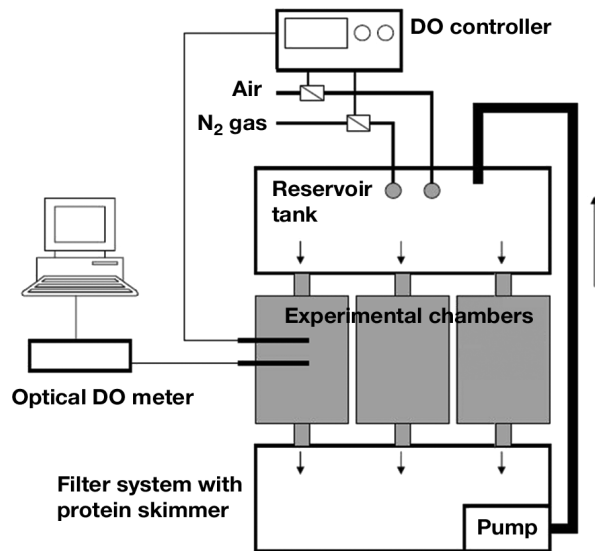 DO controller
Air
N₂ gas
Reservoir
tank
Experimental chambers
Optical DO meter
Filter system with
protein skimmer
Pump